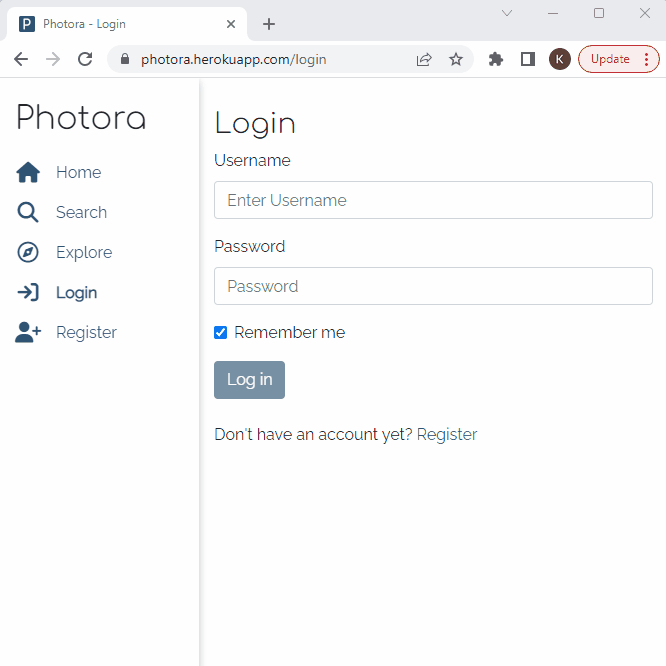 P Photora - Login
photora.herokuapp.com/login
K
Update
Photora
Home
Search
Explore
Login
Register
Login
Username
Enter Username
Password
Password
Remember me
Log in
Don't have an account yet? Register